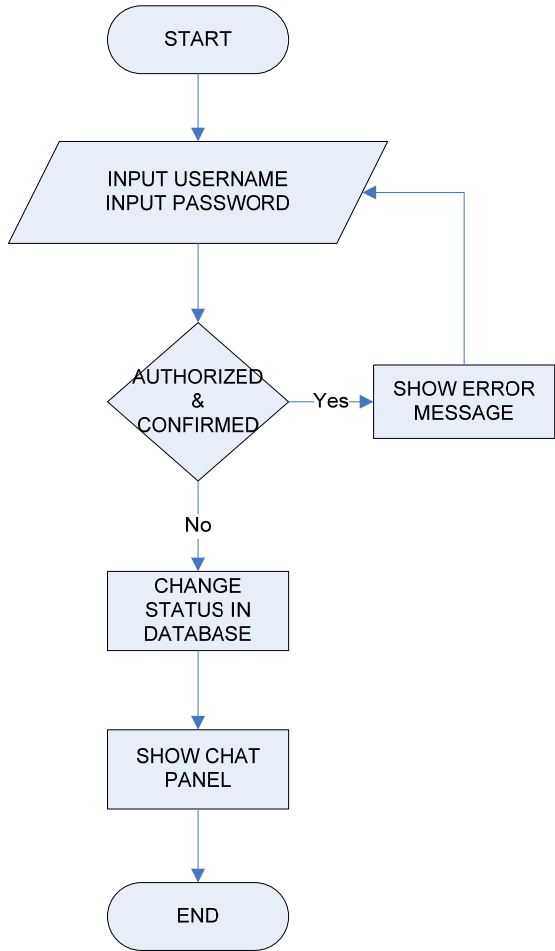 START
INPUT USERNAME
INPUT PASSWORD
AUTHORIZED
&
CONFIRMED
Yes
SHOW ERROR
MESSAGE
No
CHANGE
STATUS IN
DATABASE
SHOW CHAT
PANEL
END